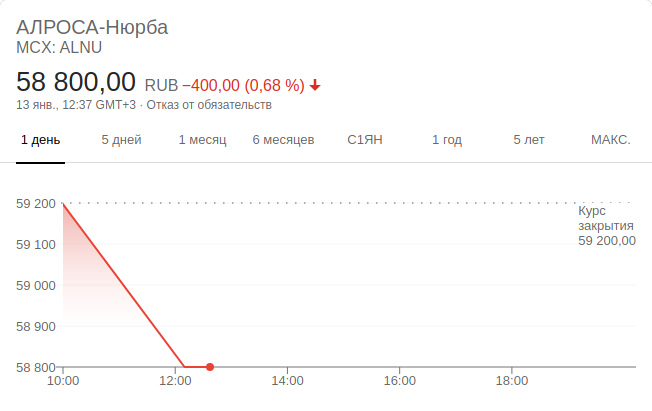 АЛРОСА-Нюрба
MCX: ALNU
58 800,00 RUB −400,00 (0,68 %)
13 янв., 12:37 GMT+3 · Отказ от обязательств
1 день 5 дней 1 месяц 6 месяцев С1ЯН 1 год 5 лет МАКС.
59 200
Курс
закрытия
59 200,00
59 100
59 000
58 900
58 800
10:00 12:00 14:00 16:00 18:00